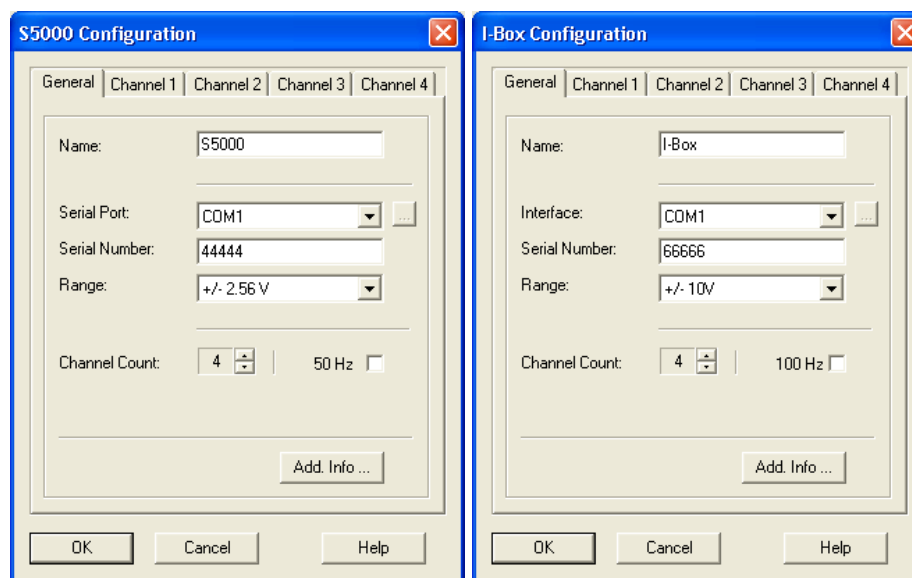 S5000 Configuration
General Channel 1 Channel 2 Channel 3 Channel 4
Name: S5000
Serial Port: COM1 ...
Serial Number: 44444
Range: +/- 2.56 V
Channel Count: 4 50 Hz
Add. Info ...
OK Cancel Help
I-Box Configuration
General Channel 1 Channel 2 Channel 3 Channel 4
Name: I-Box
Interface: COM1 ...
Serial Number: 66666
Range: +/- 10V
Channel Count: 4 100 Hz
Add. Info ...
OK Cancel Help